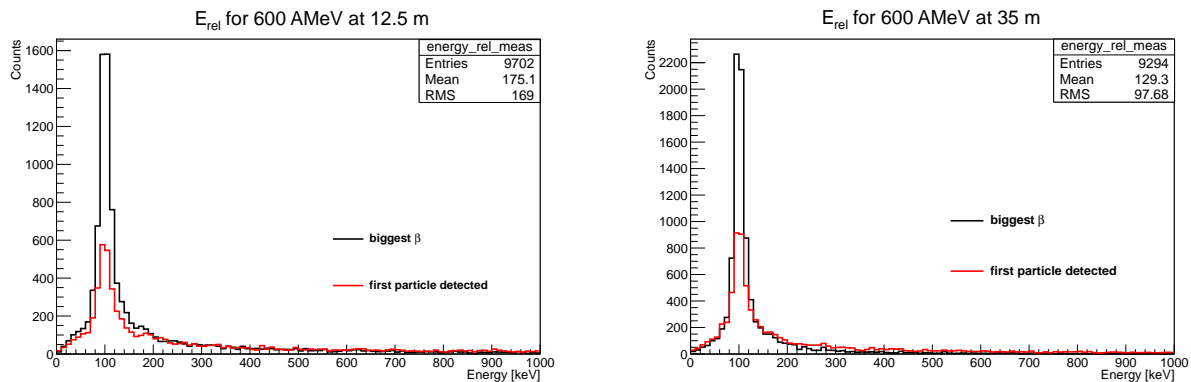 E_rel for 600 AMeV at 12.5 m
Counts
1600
1400
1200
1000
800
600
400
200
0
energy_rel_meas
Entries 9702
Mean 175.1
RMS 169
biggest β
first particle detected
0 100 200 300 400 500 600 700 800 900 1000
Energy [keV]
E_rel for 600 AMeV at 35 m
Counts
2200
2000
1800
1600
1400
1200
1000
800
600
400
200
0
energy_rel_meas
Entries 9294
Mean 129.3
RMS 97.68
biggest β
first particle detected
0 100 200 300 400 500 600 700 800 900 1000
Energy [keV]